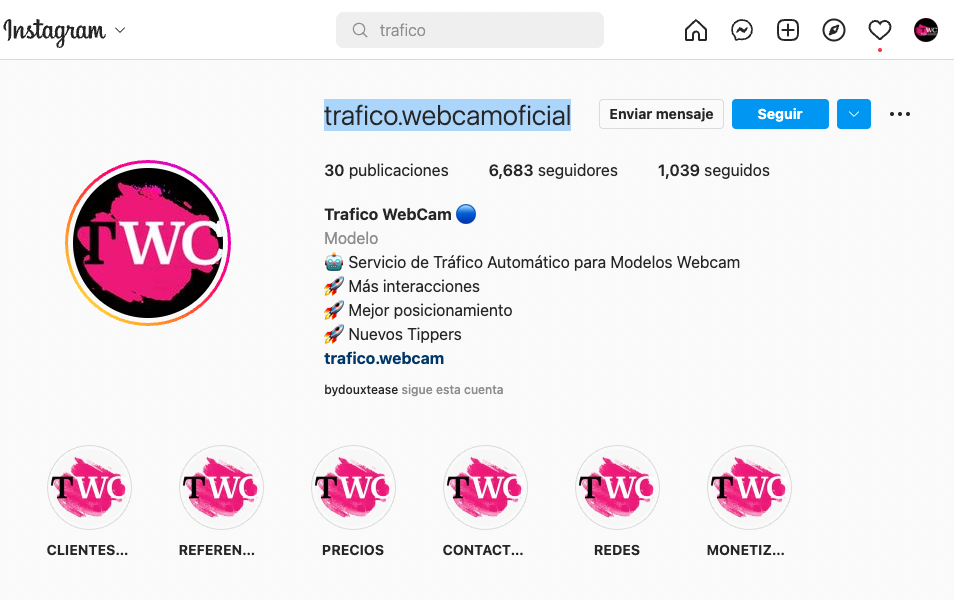 Instagram
trafico
TWC
trafico.webcamoficial
Enviar mensaje
Seguir
30 publicaciones
6,683 seguidores
1,039 seguidos
TWC
Trafico WebCam
Modelo
Servicio de Tráfico Automático para Modelos Webcam
Más interacciones
Mejor posicionamiento
Nuevos Tippers
trafico.webcam
bydouxtease sigue esta cuenta
TWC
TWC
TWC
TWC
TWC
TWC
CLIENTES...
REFEREN...
PRECIOS
CONTACT...
REDES
MONETIZ...